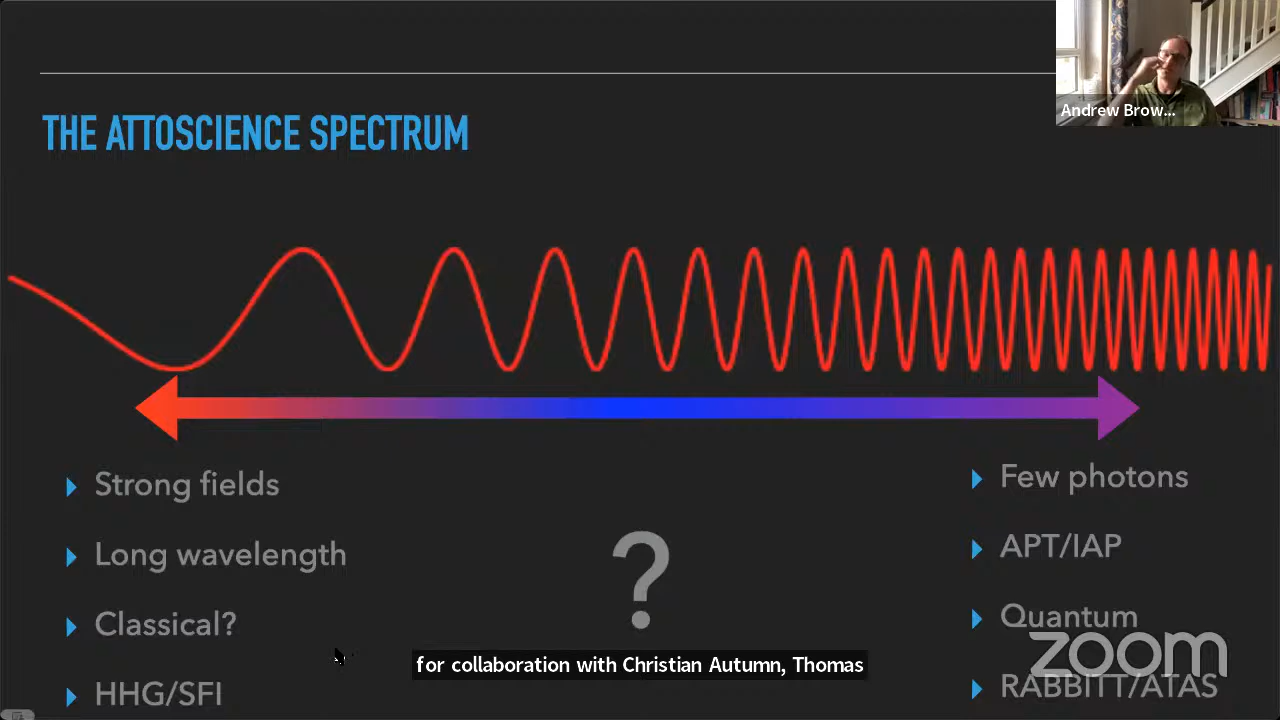 Andrew Brow...
THE ATTOSCIENCE SPECTRUM
Strong fields
Long wavelength
Classical?
HHG/SFI
?
Few photons
APT/IAP
Quantum
RABBITT/ATAS
zoom
for collaboration with Christian Autumn, Thomas